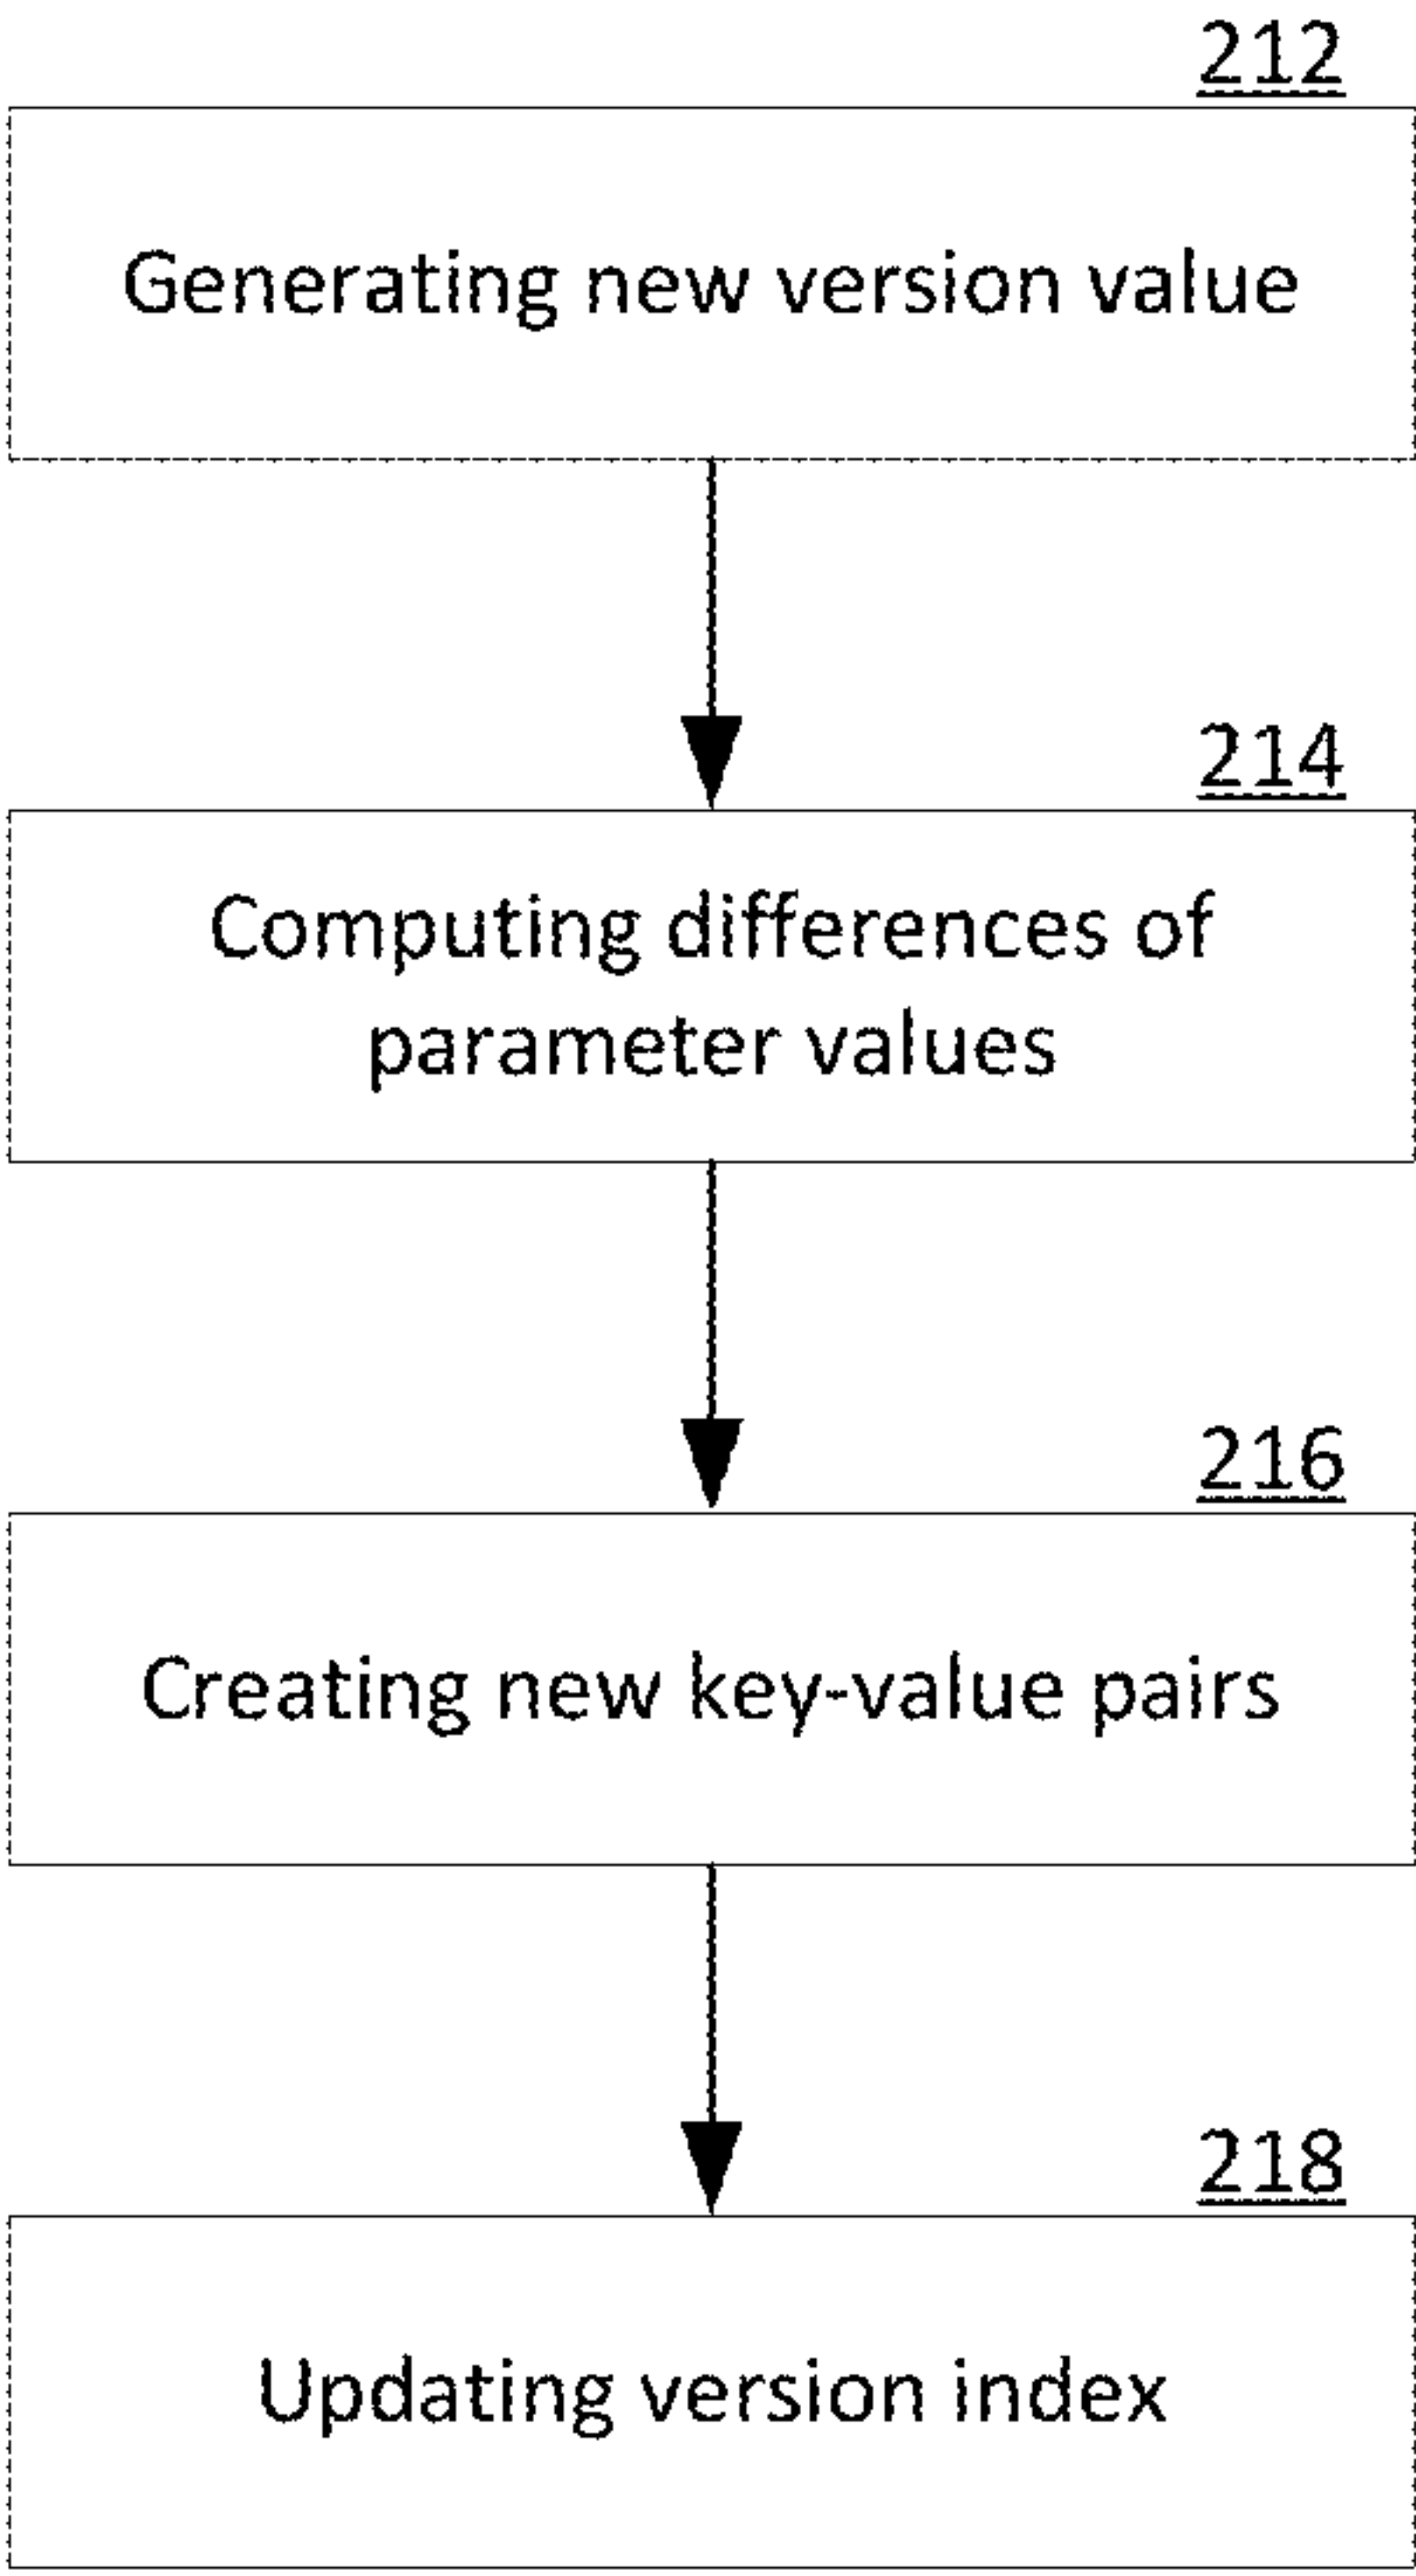 212
Generating new version value
214
Computing differences of
parameter values
216
Creating new key-value pairs
218
Updating version index